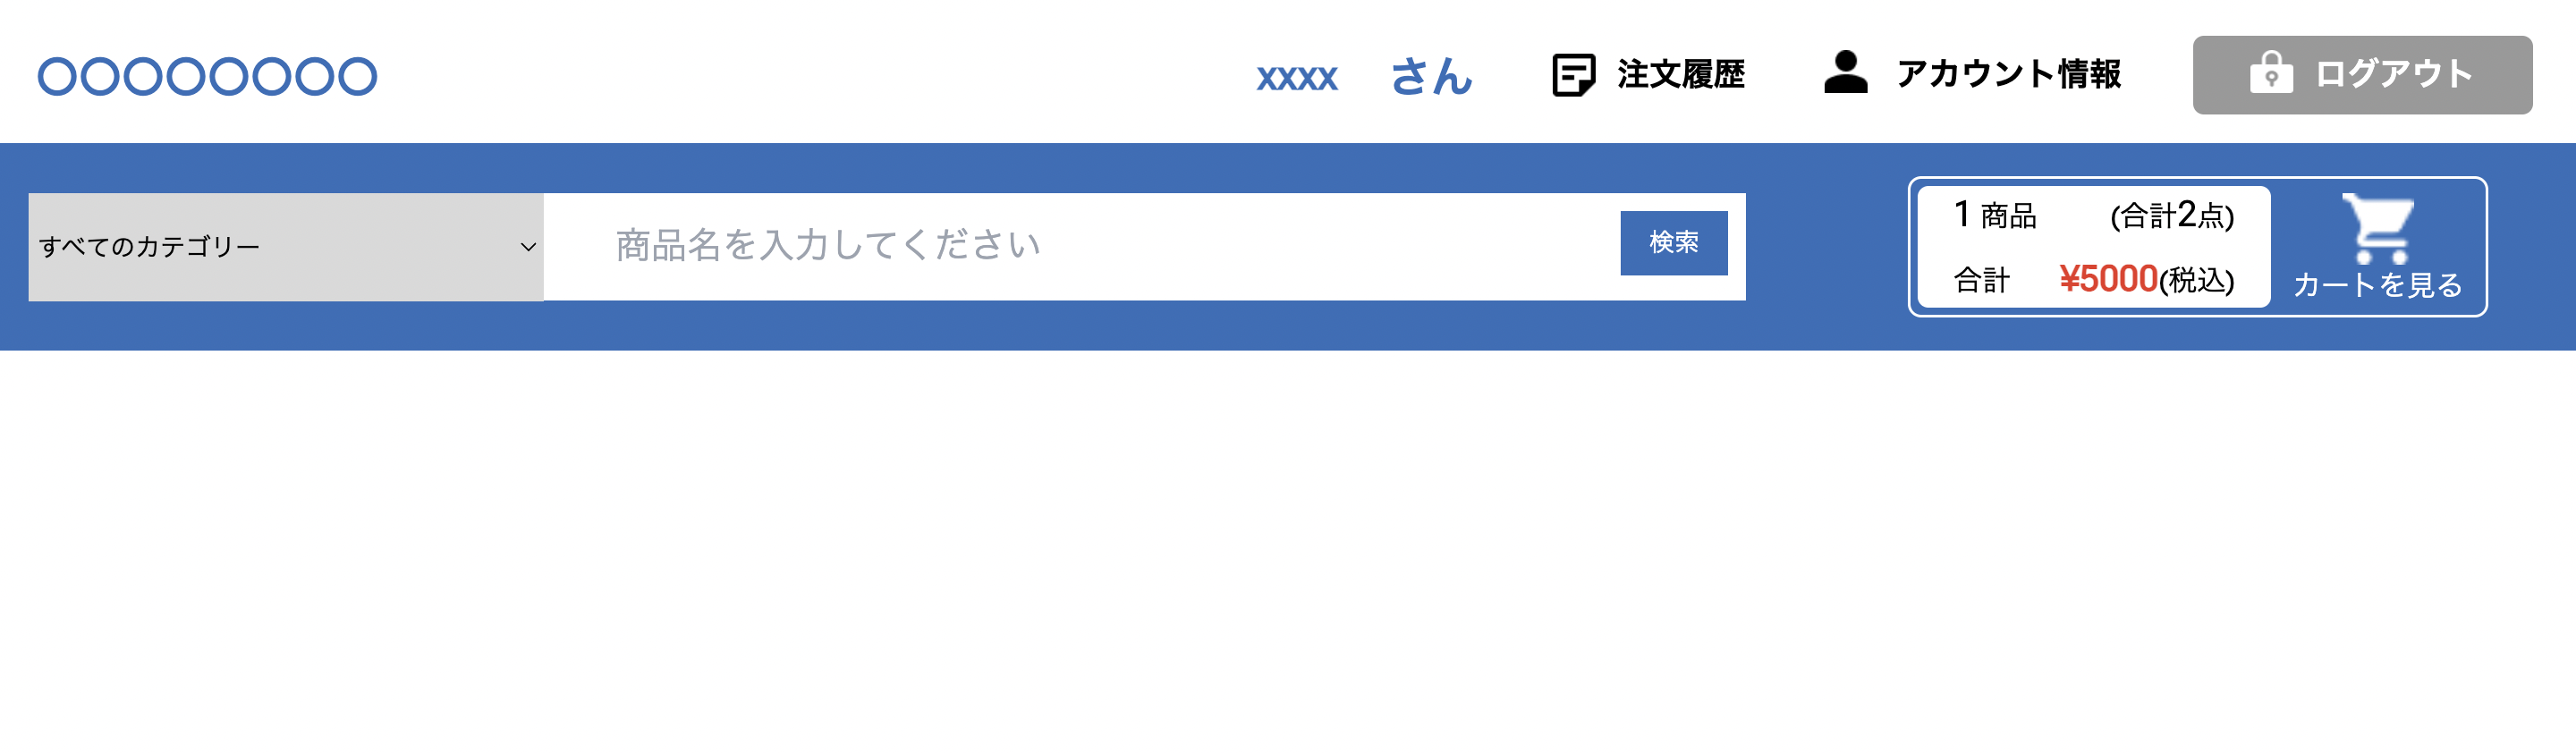 ○○○○○○○○
xxxx さん 注文履歴 アカウント情報 ログアウト
すべてのカテゴリー 商品名を入力してください 検索
1 商品 (合計2点)
合計 ¥5000(税込)
カートを見る